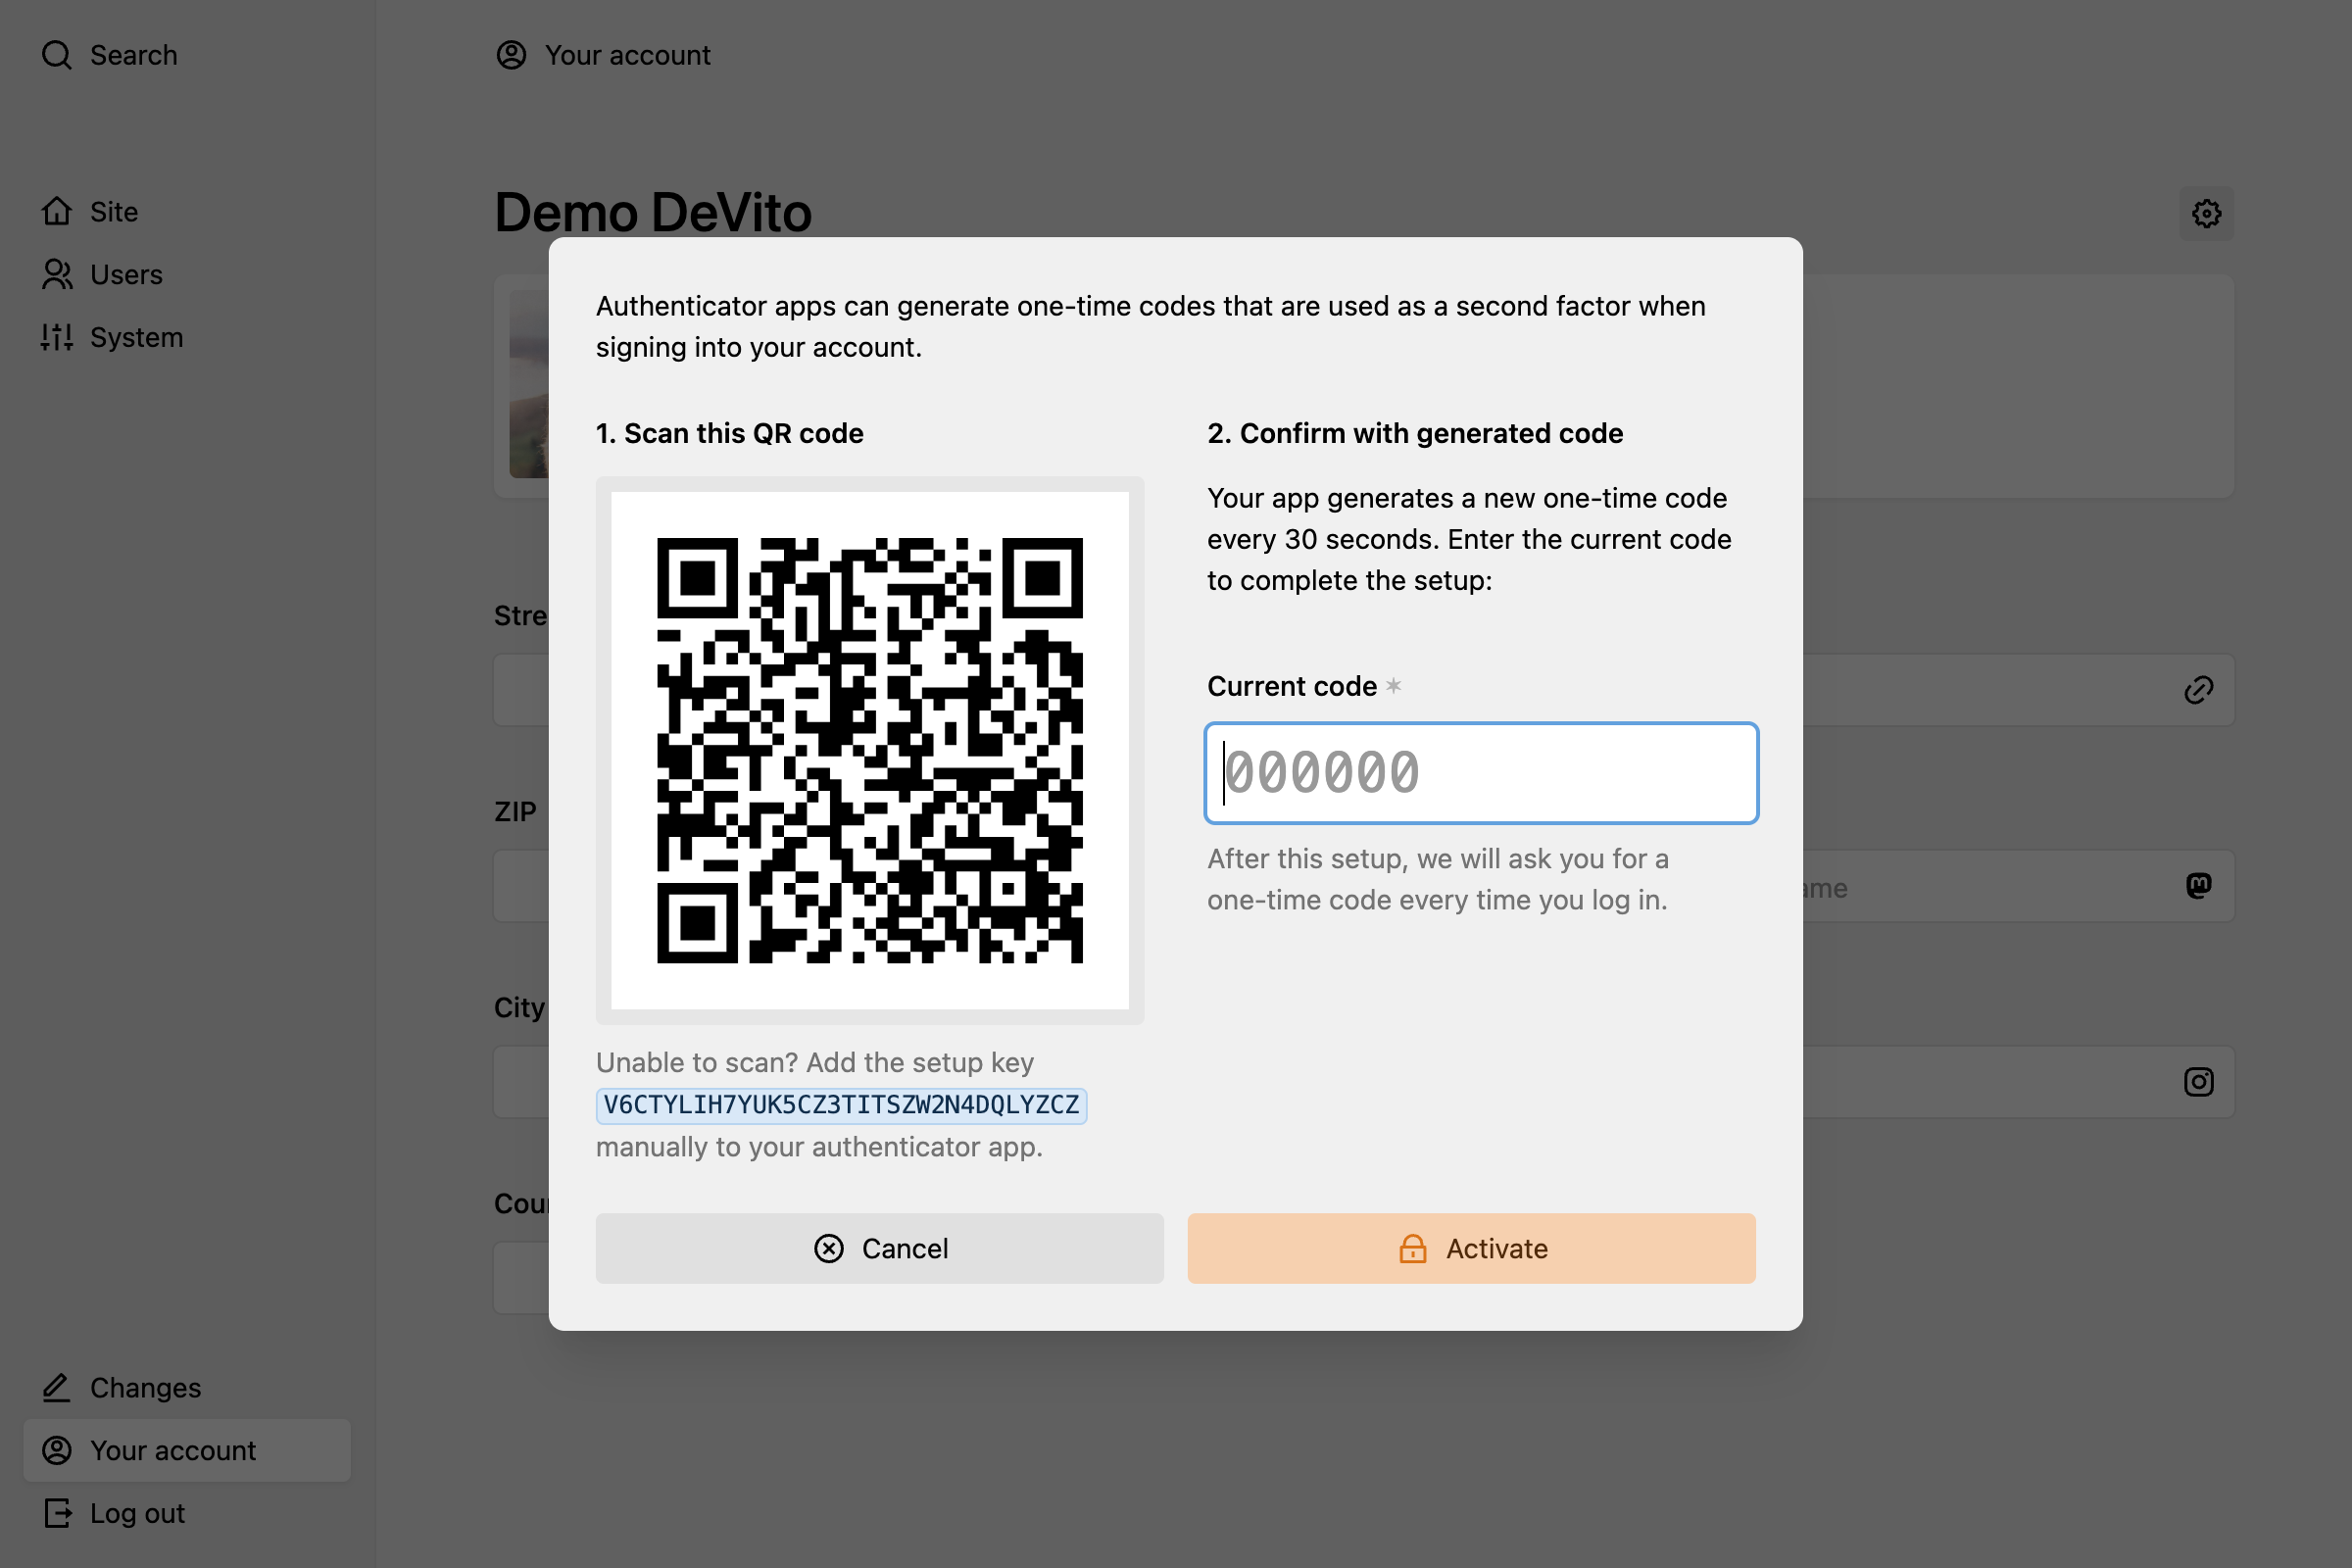 Search
Your account
Site
Users
System
Demo DeVito
Authenticator apps can generate one-time codes that are used as a second factor when
signing into your account.
1. Scan this QR code
Unable to scan? Add the setup key
V6CTYLIH7YUK5CZ3TITSZW2N4DQLYZCZ
manually to your authenticator app.
2. Confirm with generated code
Your app generates a new one-time code
every 30 seconds. Enter the current code
to complete the setup:
Current code *
000000
After this setup, we will ask you for a
one-time code every time you log in.
Cancel
Activate
ZIP
City
Changes
Your account
Log out